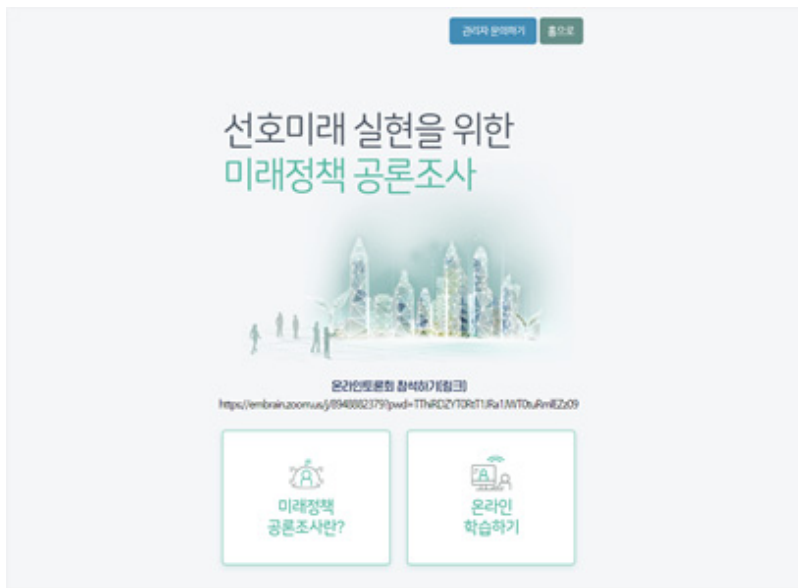 관리자 문의하기 홈으로
선호미래 실현을 위한
미래정책 공론조사
온라인토론회 참석하기(링크)
미래정책
공론조사란?
온라인
학습하기